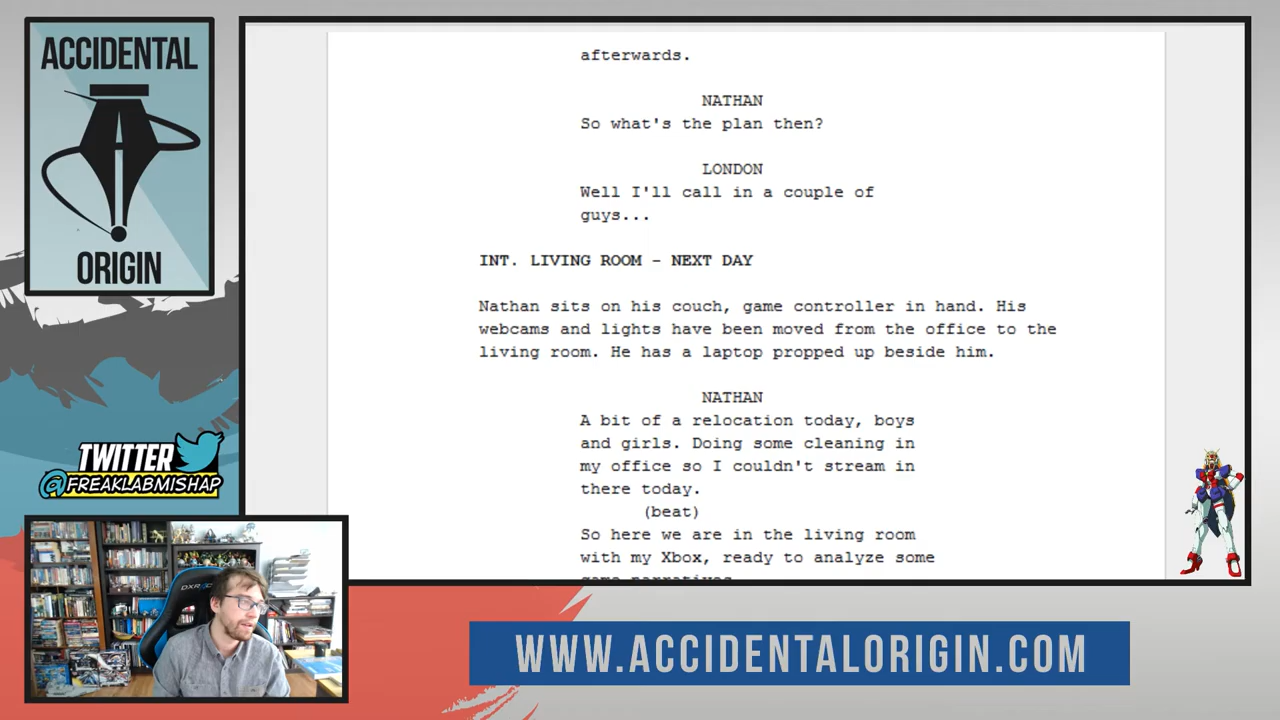 ACCIDENTAL
ORIGIN
afterwards.
NATHAN
So what's the plan then?
LONDON
Well I'll call in a couple of
guys...
INT. LIVING ROOM - NEXT DAY
Nathan sits on his couch, game controller in hand. His
webcams and lights have been moved from the office to the
living room. He has a laptop propped up beside him.
NATHAN
A bit of a relocation today, boys
and girls. Doing some cleaning in
my office so I couldn't stream in
there today.
(beat)
So here we are in the living room
with my Xbox, ready to analyze some
game narratives
TWITTER
@FREAKLABMISHAP
WWW.ACCIDENTALORIGIN.COM